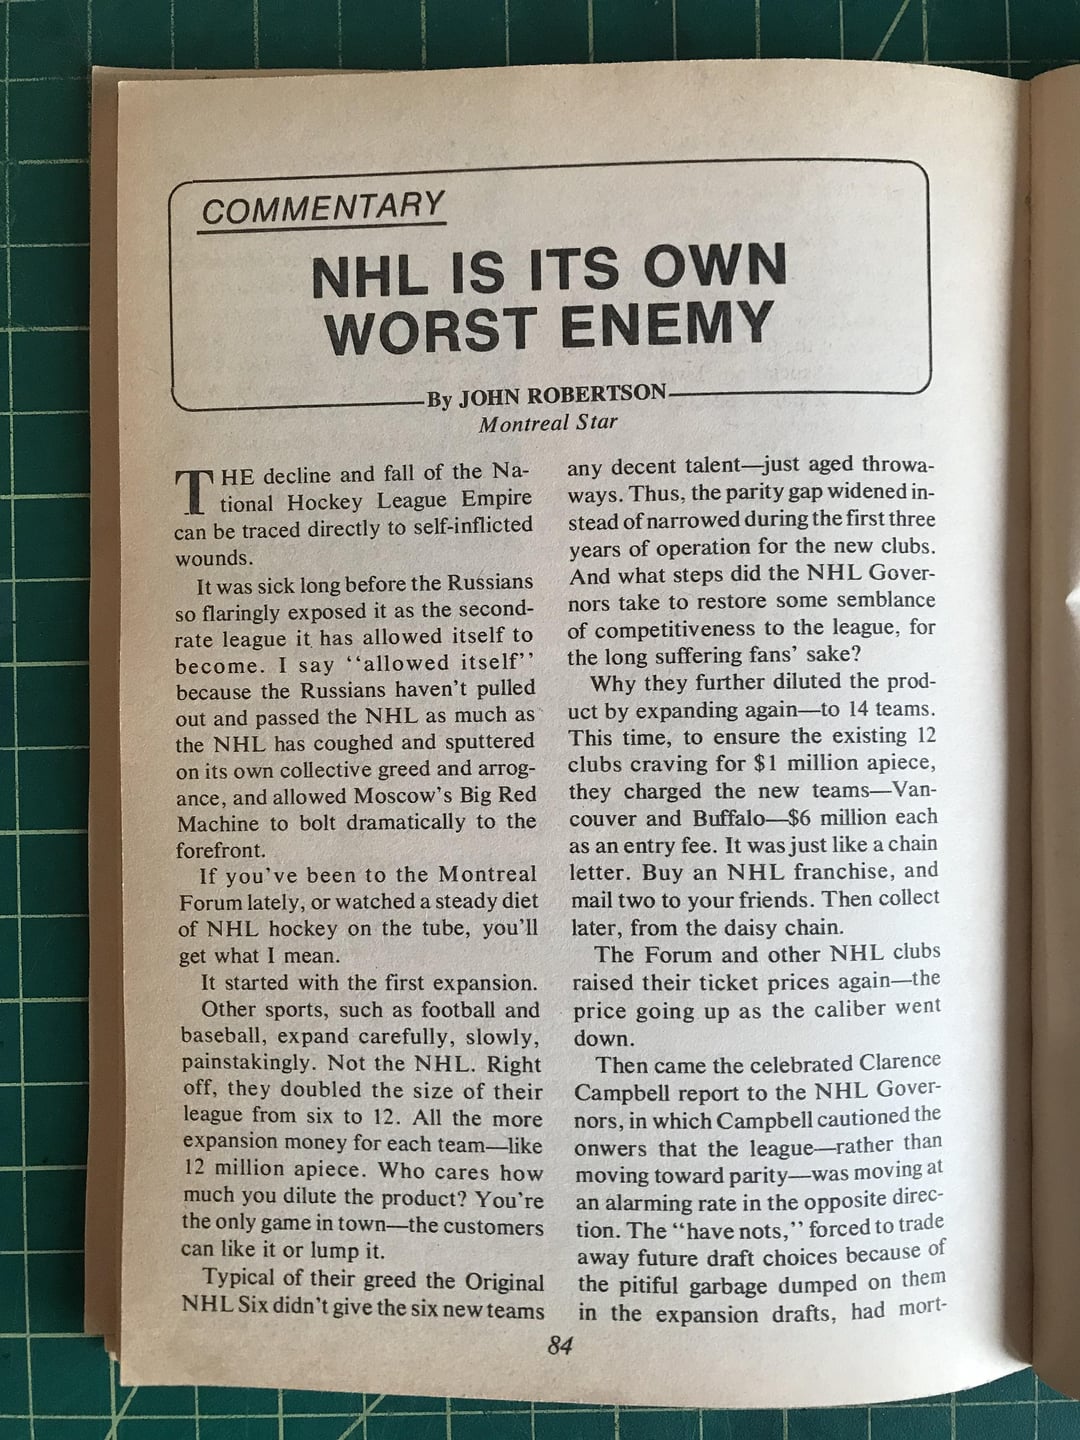 COMMENTARY
NHL IS ITS OWN
WORST ENEMY
By JOHN ROBERTSON
Montreal Star
THE decline and fall of the Na-
tional Hockey League Empire
can be traced directly to self-inflicted
wounds.
It was sick long before the Russians
so flaringly exposed it as the second-
rate league it has allowed itself to
become. I say ‘‘allowed itself’’
because the Russians haven’t pulled
out and passed the NHL as much as
the NHL has coughed and sputtered
on its own collective greed and arrog-
ance, and allowed Moscow’s Big Red
Machine to bolt dramatically to the
forefront.
If you’ve been to the Montreal
Forum lately, or watched a steady diet
of NHL hockey on the tube, you’ll
get what I mean.
It started with the first expansion.
Other sports, such as football and
baseball, expand carefully, slowly,
painstakingly. Not the NHL. Right
off, they doubled the size of their
league from six to 12. All the more
expansion money for each team—like
12 million apiece. Who cares how
much you dilute the product? You’re
the only game in town—the customers
can like it or lump it.
Typical of their greed the Original
NHL Six didn’t give the six new teams
any decent talent—just aged throwa-
ways. Thus, the parity gap widened in-
stead of narrowed during the first three
years of operation for the new clubs.
And what steps did the NHL Gover-
nors take to restore some semblance
of competitiveness to the league, for
the long suffering fans’ sake?
Why they further diluted the prod-
uct by expanding again—to 14 teams.
This time, to ensure the existing 12
clubs craving for $1 million apiece,
they charged the new teams—Van-
couver and Buffalo—$6 million each
as an entry fee. It was just like a chain
letter. Buy an NHL franchise, and
mail two to your friends. Then collect
later, from the daisy chain.
The Forum and other NHL clubs
raised their ticket prices again—the
price going up as the caliber went
down.
Then came the celebrated Clarence
Campbell report to the NHL Gover-
nors, in which Campbell cautioned the
onwers that the league—rather than
moving toward parity—was moving at
an alarming rate in the opposite direc-
tion. The ‘‘have nots,’’ forced to trade
away future draft choices because of
the pitiful garbage dumped on them
in the expansion drafts, had mort-
84